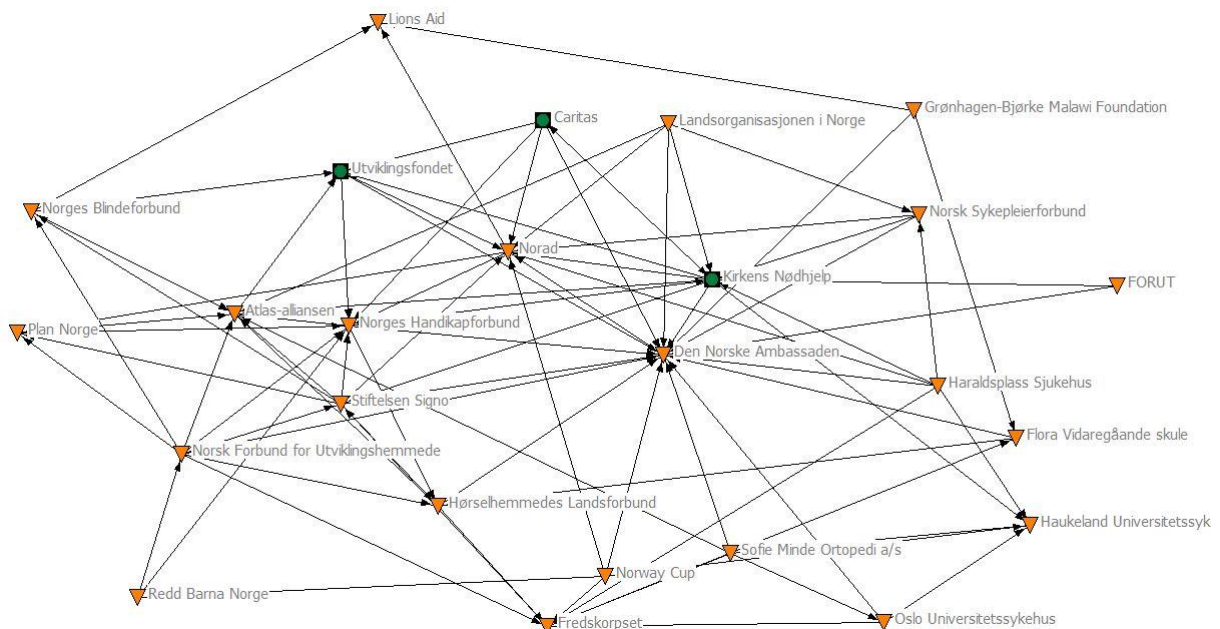 Lions Aid
Grønhagen-Bjørke Malawi Foundation
Caritas
Landsorganisasjonen i Norge
Utviklingsfondet
Norges Blindeforbund
Norsk Sykepleierforbund
Norad
Kirkens Nødhjelp
FORUT
Atlas-alliansen
Norges Handikapforbund
Plan Norge
Den Norske Ambassaden
Haraldsplass Sjukehus
Stiftelsen Signo
Flora Vidaregåande skule
Norsk Forbund for Utviklingshemmede
Hørselhemmedes Landsforbund
Haukeland Universitetssyk
Sofie Minde Ortopedi a/s
Norway Cup
Redd Barna Norge
Fredskorpset
Oslo Universitetssykehus